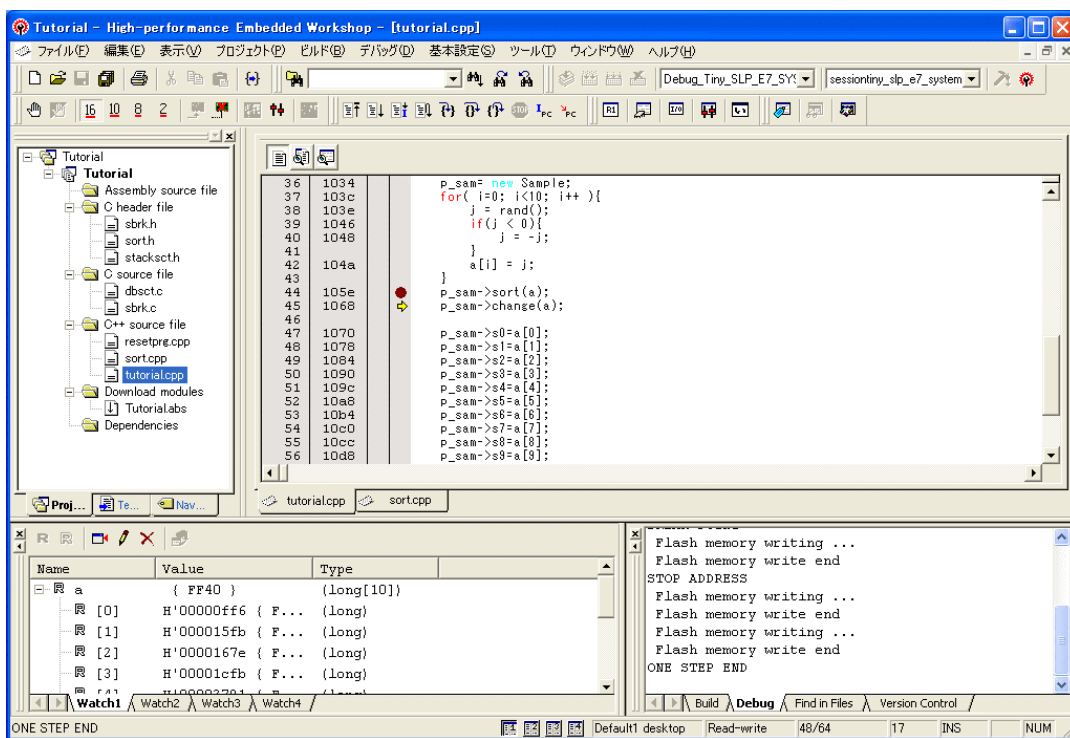 Tutorial - High-performance Embedded Workshop - [tutorial.cpp]
ファイル(F) 編集(E) 表示(V) プロジェクト(P) ビルド(B) デバッグ(D) 基本設定(S) ツール(T) ウィンドウ(W) ヘルプ(H)
Debug_Tiny_SLP_E7_SY sessiontiny_slp_e7_system
16 10 8 2
Tutorial
Tutorial
Assembly source file
C header file
sbrk.h
sort.h
stacksct.h
C source file
dbsct.c
sbrk.c
C++ source file
resetprg.cpp
sort.cpp
tutorial.cpp
Download modules
Tutorial.abs
Dependencies
Proj... Te... Nav...
36 1034 p_sam= new Sample;
37 103c for( i=0; i<10; i++ ){
38 103e j = rand();
39 1046 if(j < 0){
40 1048 j = -j;
41 }
42 104a a[i] = j;
43 }
44 105e p_sam->sort(a);
45 1068 p_sam->change(a);
46
47 1070 p_sam->s0=a[0];
48 1078 p_sam->s1=a[1];
49 1084 p_sam->s2=a[2];
50 1090 p_sam->s3=a[3];
51 109c p_sam->s4=a[4];
52 10a8 p_sam->s5=a[5];
53 10b4 p_sam->s6=a[6];
54 10c0 p_sam->s7=a[7];
55 10cc p_sam->s8=a[8];
56 10d8 p_sam->s9=a[9];
tutorial.cpp sort.cpp
Name Value Type
a { FF40 } (long[10])
[0] H'00000ff6 { F... (long)
[1] H'000015fb { F... (long)
[2] H'0000167e { F... (long)
[3] H'00001cfb { F... (long)
Watch1 Watch2 Watch3 Watch4
Flash memory writing ...
Flash memory write end
STOP ADDRESS
Flash memory writing ...
Flash memory write end
Flash memory writing ...
Flash memory write end
ONE STEP END
Build Debug Find in Files Version Control
ONE STEP END Default1 desktop Read-write 48/64 17 INS NUM